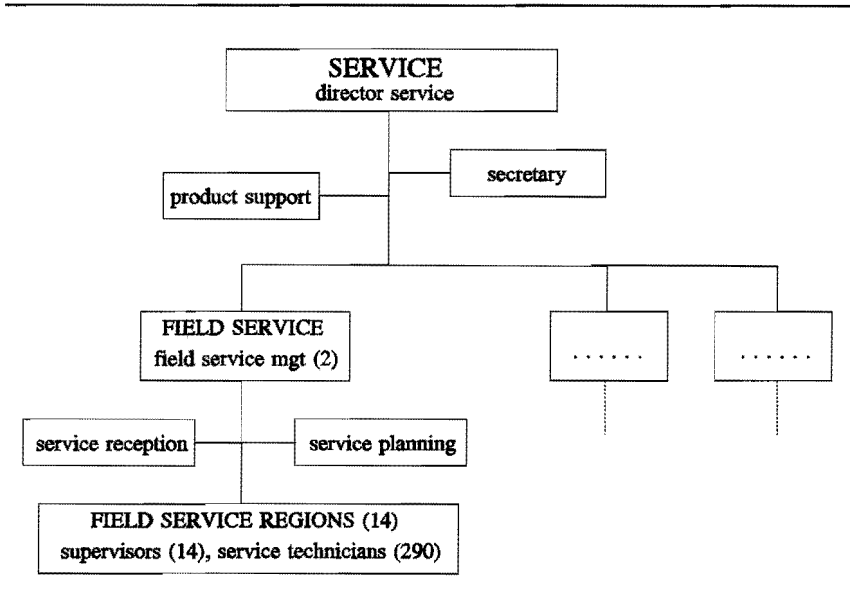 SERVICE
director service
secretary
product support
FIELD SERVICE
field service mgt (2)
. . . . . .
. . . . . .
service reception
service planning
FIELD SERVICE REGIONS (14)
supervisors (14), service technicians (290)